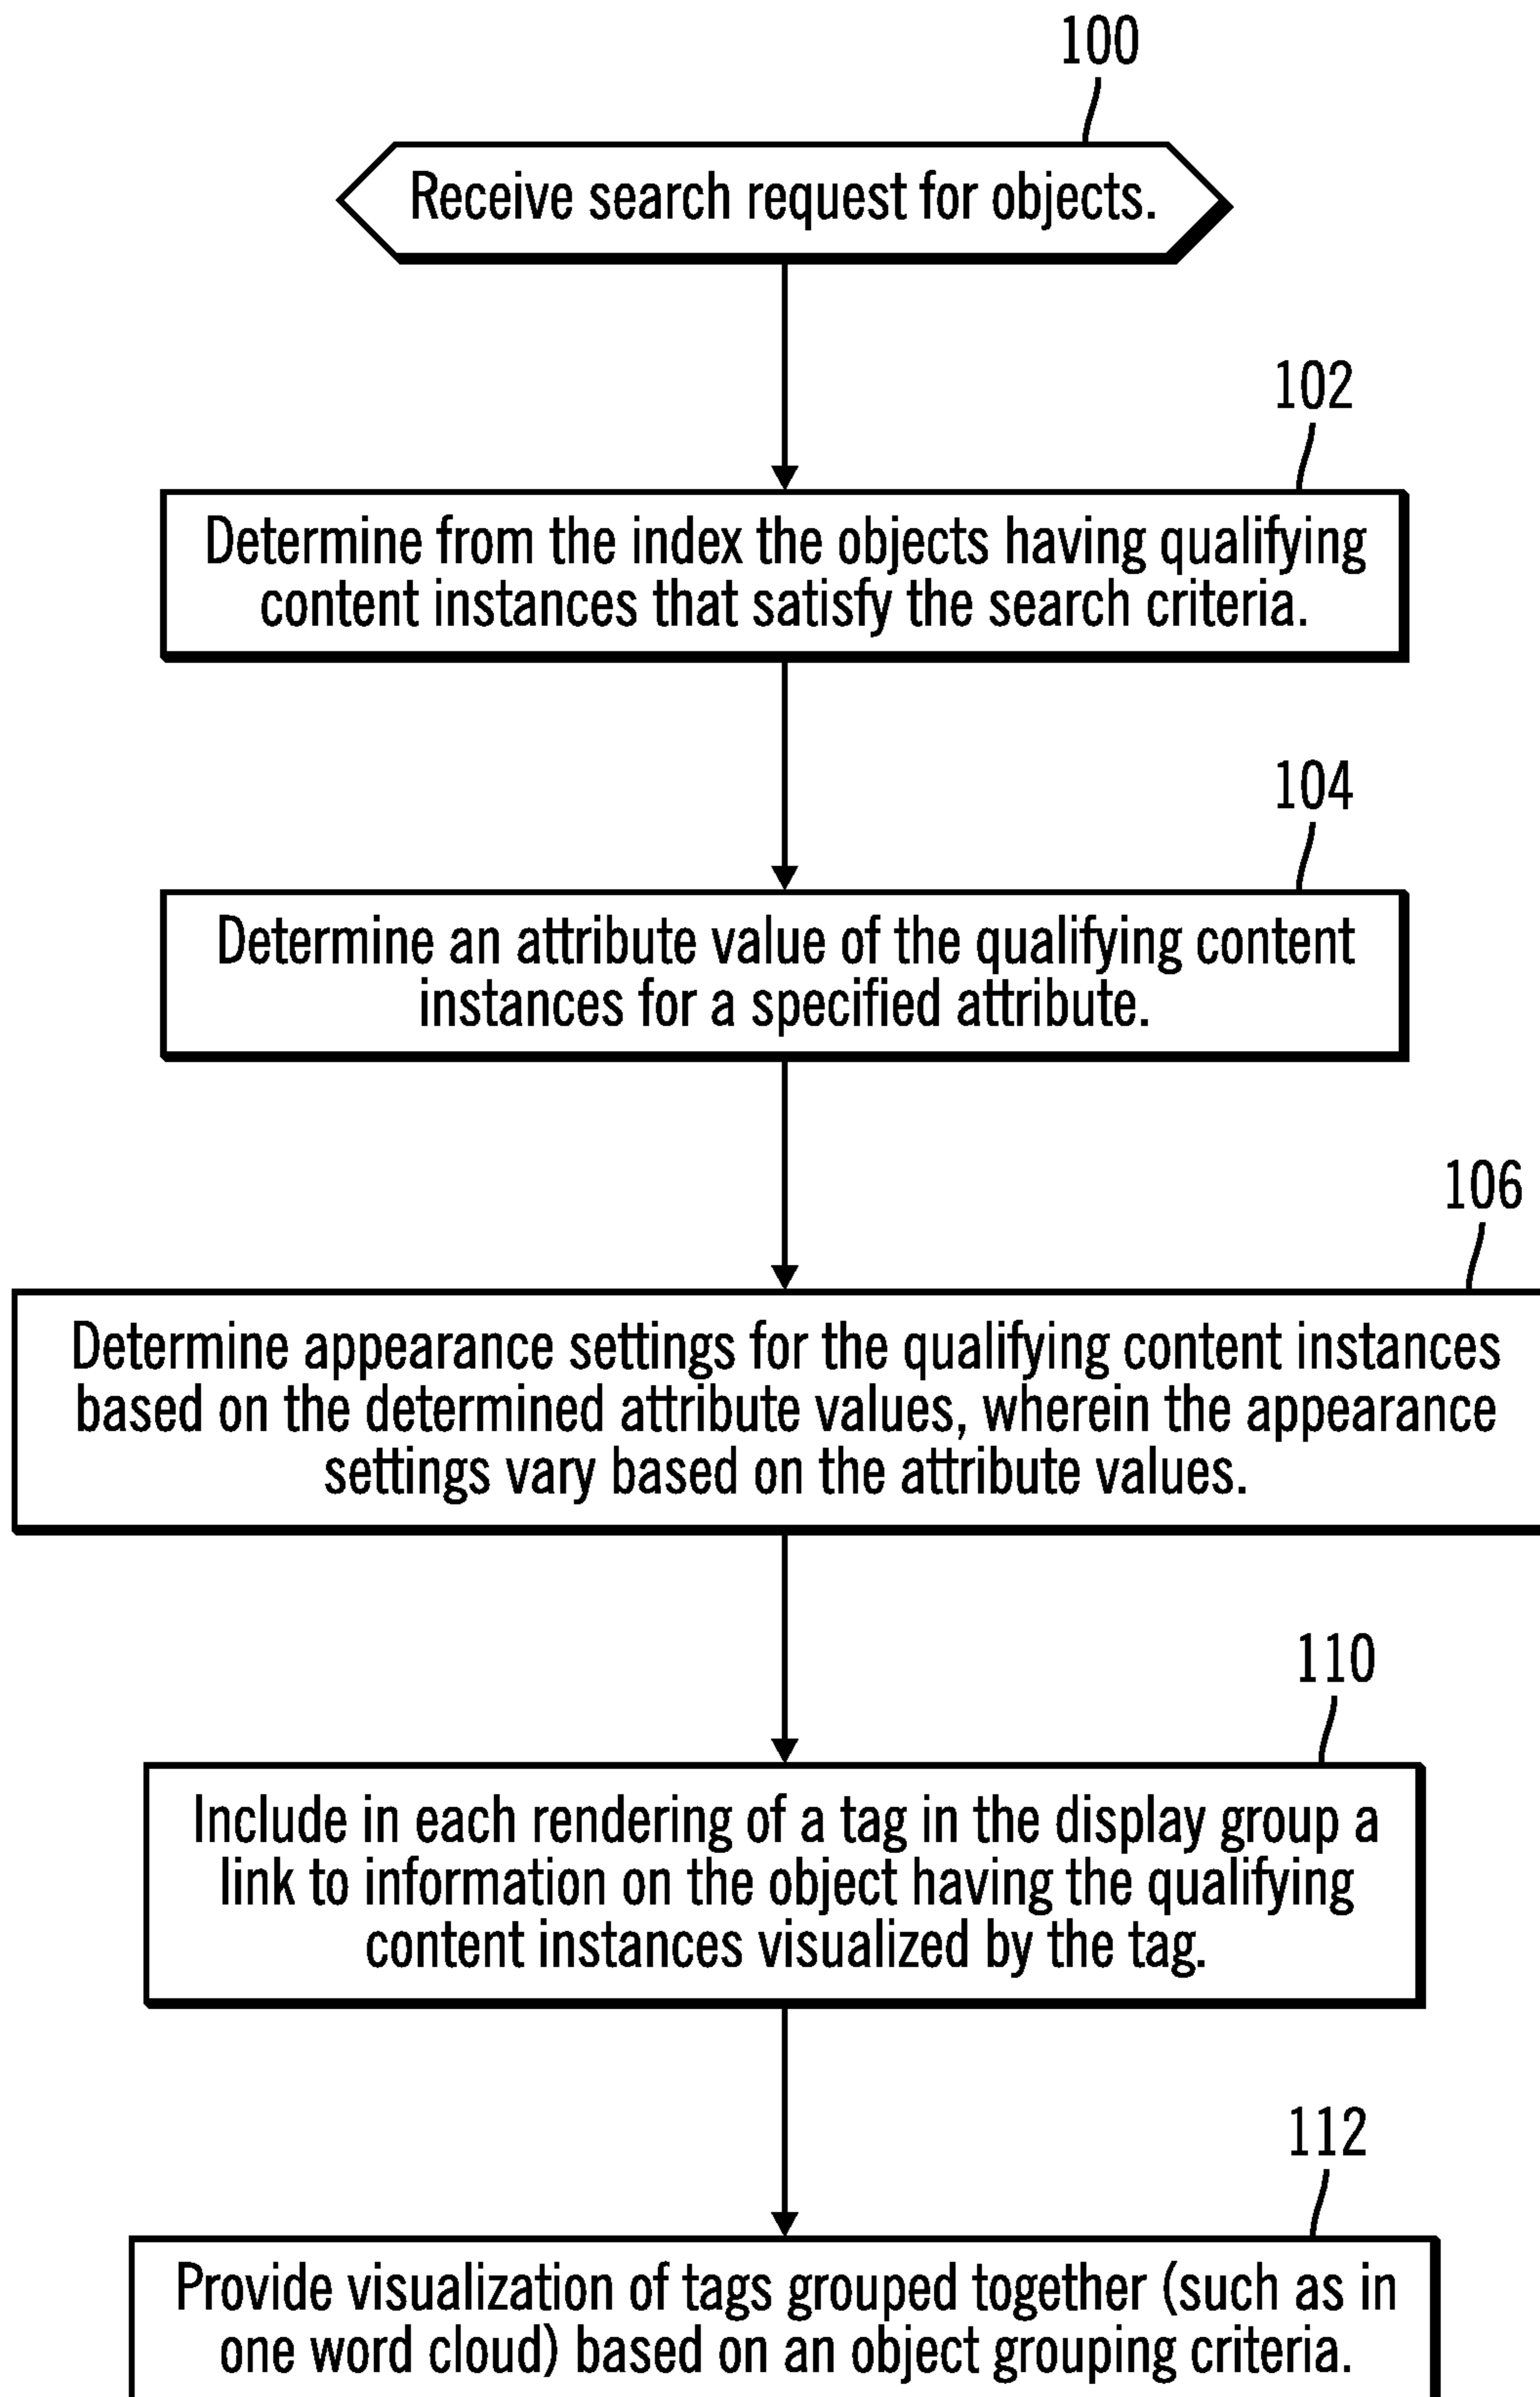 100
Receive search request for objects.
102
Determine from the index the objects having qualifying
content instances that satisfy the search criteria.
104
Determine an attribute value of the qualifying content
instances for a specified attribute.
106
Determine appearance settings for the qualifying content instances
based on the determined attribute values, wherein the appearance
settings vary based on the attribute values.
110
Include in each rendering of a tag in the display group a
link to information on the object having the qualifying
content instances visualized by the tag.
112
Provide visualization of tags grouped together (such as in
one word cloud) based on an object grouping criteria.